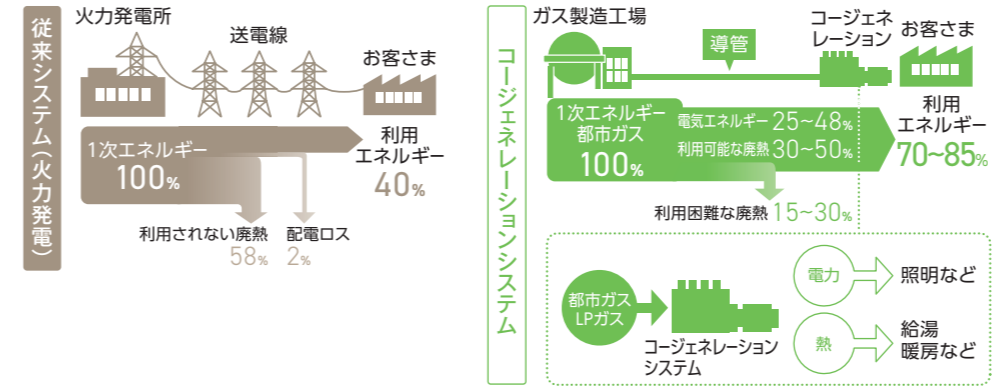 従来システム(火力発電)
火力発電所
送電線
お客さま
1次エネルギー
100%
利用
エネルギー
40%
利用されない廃熱
58%
配電ロス
2%
コージェネレーションシステム
ガス製造工場
導管
コージェネ
レーション
お客さま
1次エネルギー
都市ガス
100%
電気エネルギー 25~48%
利用可能な廃熱 30~50%
利用
エネルギー
70~85%
利用困難な廃熱 15~30%
都市ガス
LPガス
コージェネレーション
システム
電力
照明など
熱
給湯
暖房など